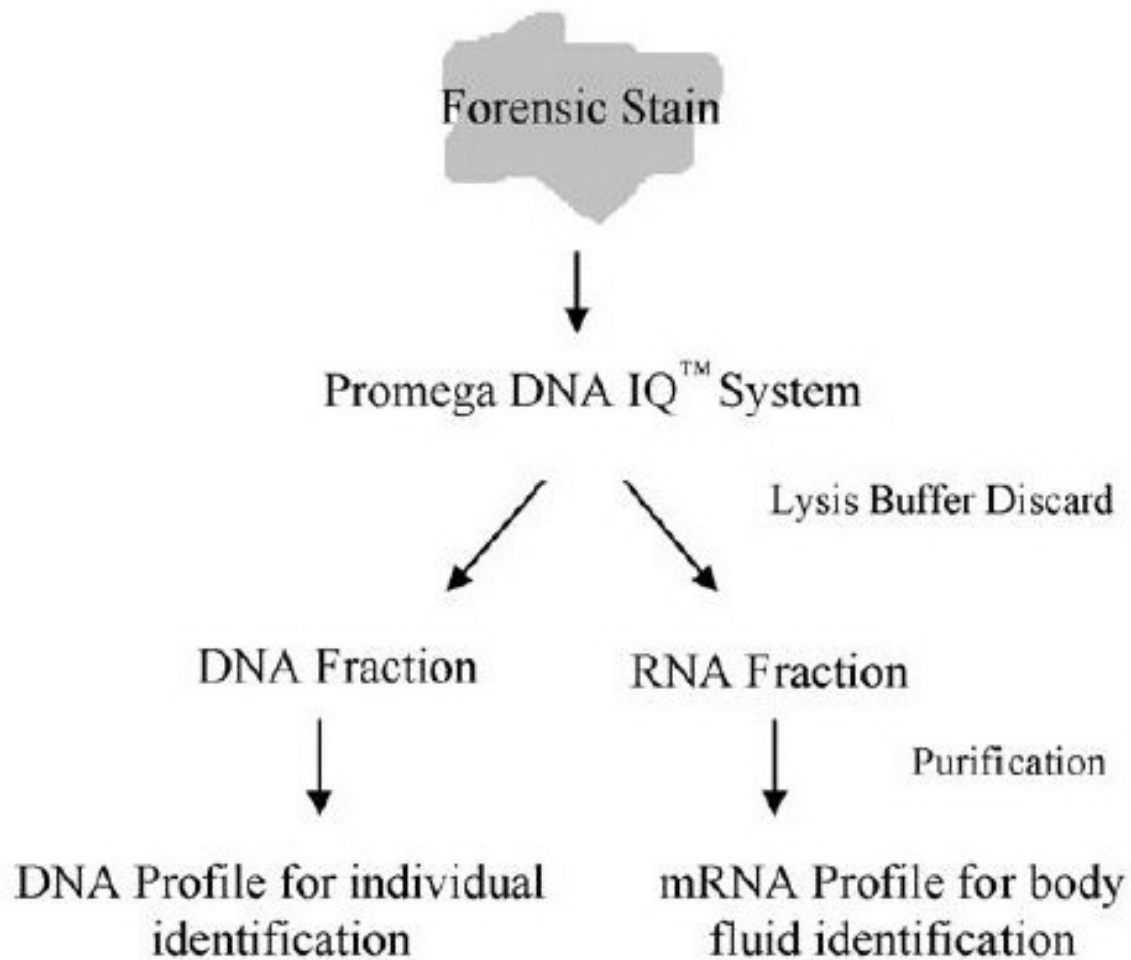 Forensic Stain
Promega DNA IQ™ System
Lysis Buffer Discard
DNA Fraction
RNA Fraction
Purification
DNA Profile for individual
identification
mRNA Profile for body
fluid identification